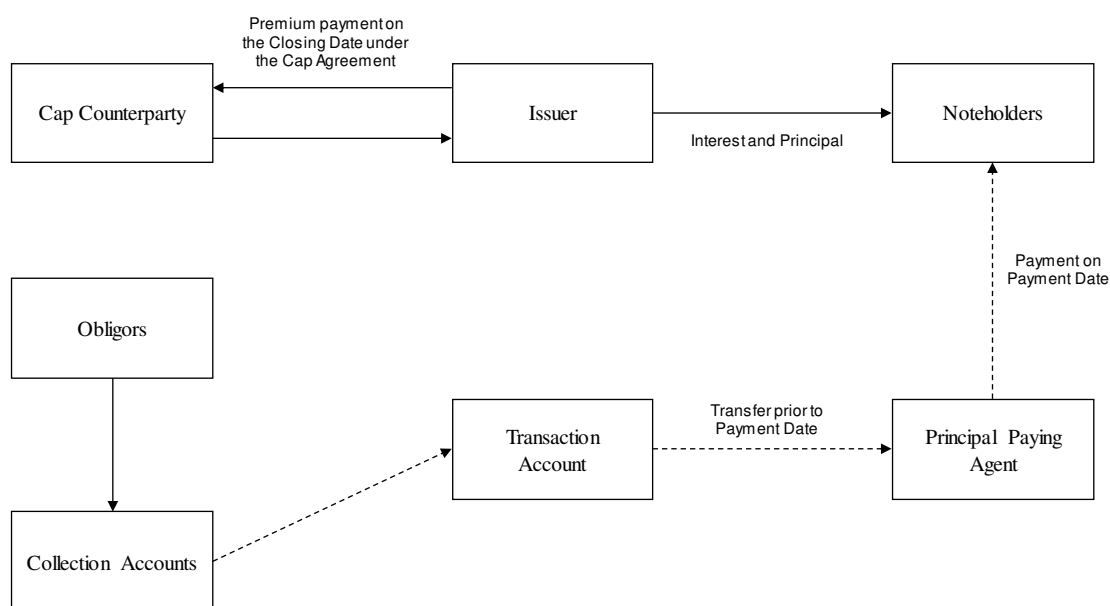 Premium payment on
the Closing Date under
the Cap Agreement
Cap Counterparty
Issuer
Noteholders
Interest and Principal
Payment on
Payment Date
Obligors
Transfer prior to
Payment Date
Transaction
Account
Principal Paying
Agent
Collection Accounts